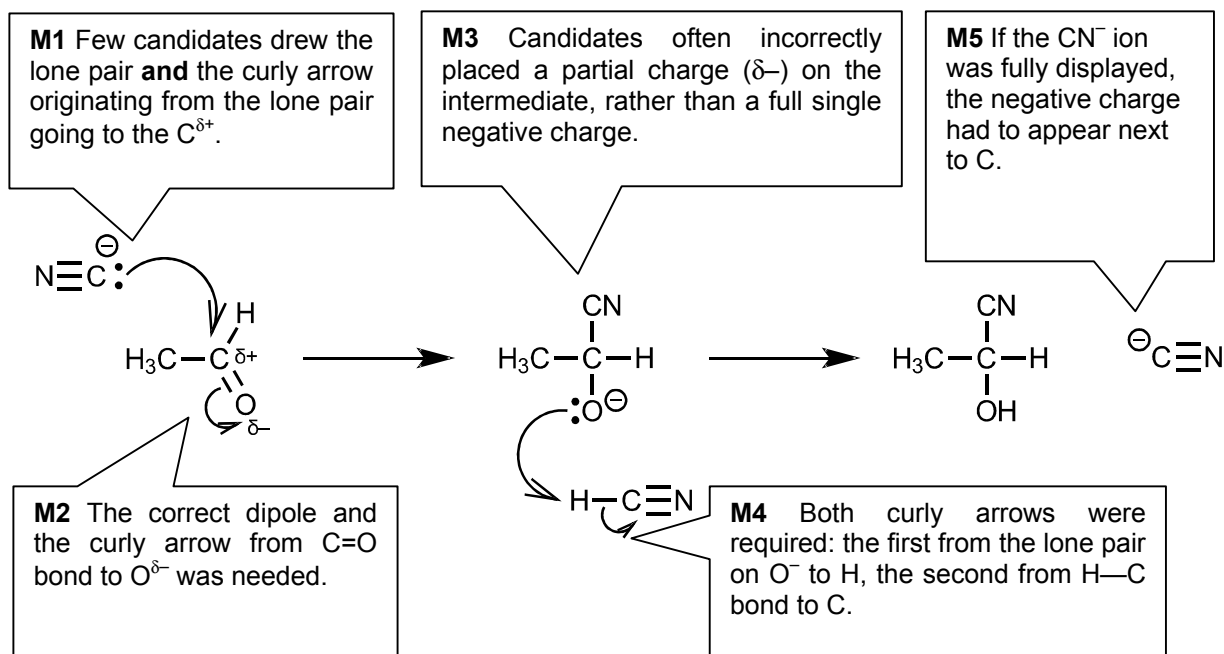 M1 Few candidates drew the
lone pair and the curly arrow
originating from the lone pair
going to the Cδ+.
M3 Candidates often incorrectly
placed a partial charge (δ–) on the
intermediate, rather than a full single
negative charge.
M5 If the CN⁻ ion
was fully displayed,
the negative charge
had to appear next
to C.
N≡C:⊖
H
H3C–C δ+
O
δ–
CN
H3C–C–H
:O⊖
H–C≡N
CN
H3C–C–H
OH
⊖C≡N
M2 The correct dipole and
the curly arrow from C=O
bond to Oδ– was needed.
M4 Both curly arrows were
required: the first from the lone pair
on O⁻ to H, the second from H—C
bond to C.